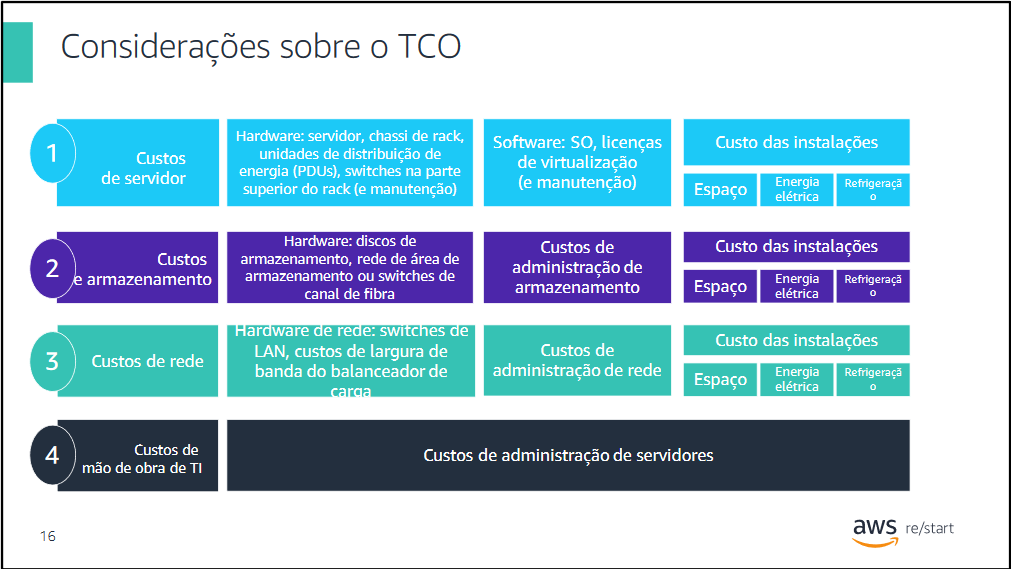 Considerações sobre o TCO
1
Custos
de servidor
Hardware: servidor, chassi de rack,
unidades de distribuição de
energia (PDUs), switches na parte
superior do rack (e manutenção)
Software: SO, licenças
de virtualização
(e manutenção)
Custo das instalações
Espaço
Energia
elétrica
Refrigeraçã
o
2
Custos
e armazenamento
Hardware: discos de
armazenamento, rede de área de
armazenamento ou switches de
canal de fibra
Custos de
administração de
armazenamento
Custo das instalações
Espaço
Energia
elétrica
Refrigeraçã
o
3
Custos de rede
Hardware de rede: switches de
LAN, custos de largura de
banda do balanceador de
carga
Custos de
administração de rede
Custo das instalações
Espaço
Energia
elétrica
Refrigeraçã
o
4
Custos de
mão de obra de TI
Custos de administração de servidores
16
aws re/start